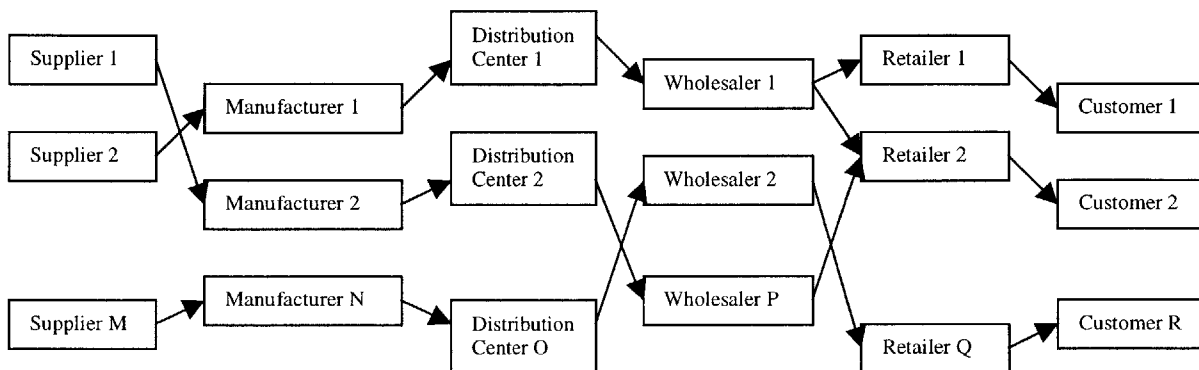 Supplier 1
Supplier 2
Supplier M
Manufacturer 1
Manufacturer 2
Manufacturer N
Distribution
Center 1
Distribution
Center 2
Distribution
Center O
Wholesaler 1
Wholesaler 2
Wholesaler P
Retailer 1
Retailer 2
Retailer Q
Customer 1
Customer 2
Customer R